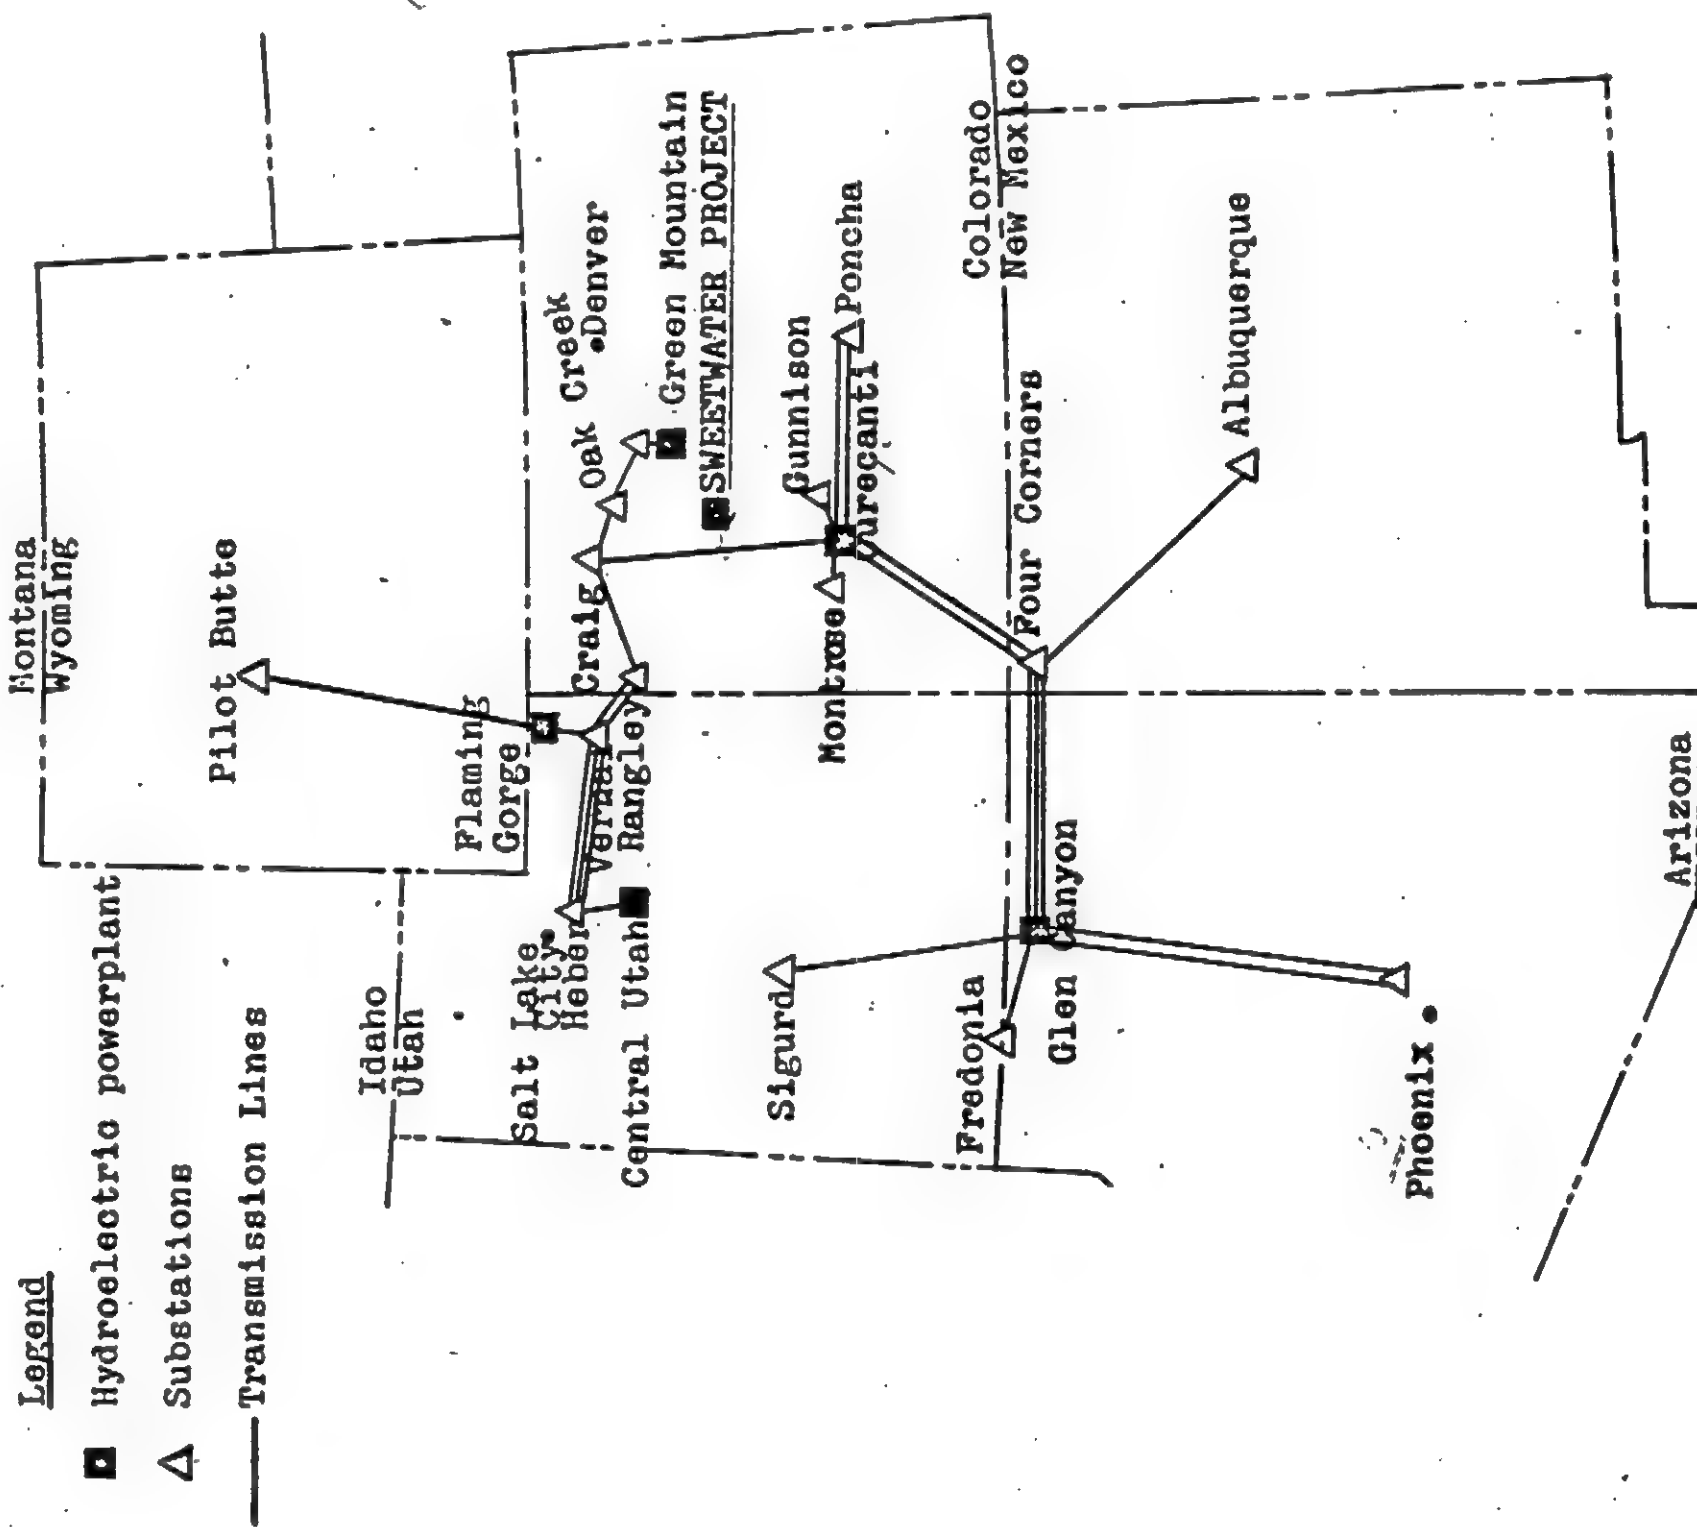 Legend
Hydroelectric powerplant
Substations
Transmission Lines
Montana
Wyoming
Pilot Butte
Idaho
Utah
Flaming
Gorge
Salt Lake
City
Heber
Central Utah
Vernal
Rangley
Craig
Oak Creek
Denver
Green Mountain
SWEETWATER PROJECT
Gunnison
Poncha
Curecanti
Montrose
Sigurd
Fredonia
Glen
Canyon
Four Corners
Colorado
New Mexico
Albuquerque
Phoenix
Arizona